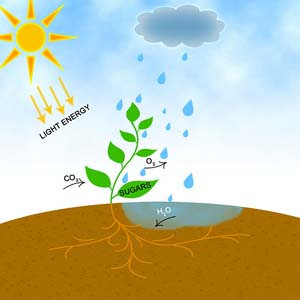 LIGHT ENERGY
CO₂
O₂
SUGARS
H₂O